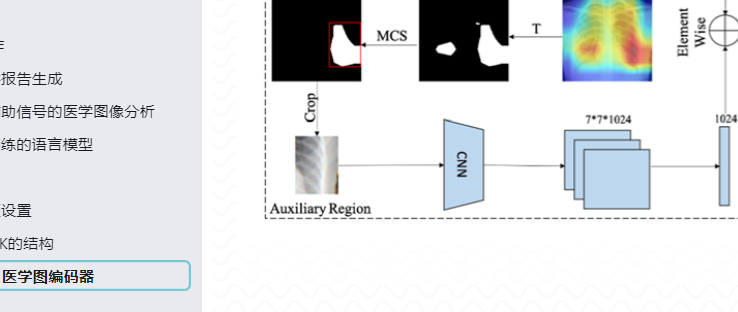 报告生成
助信号的医学图像分析
练的语言模型
设置
K的结构
医学图编码器
MCS
T
Element
Wise
Crop
CNN
7*7*1024
1024
Auxiliary Region